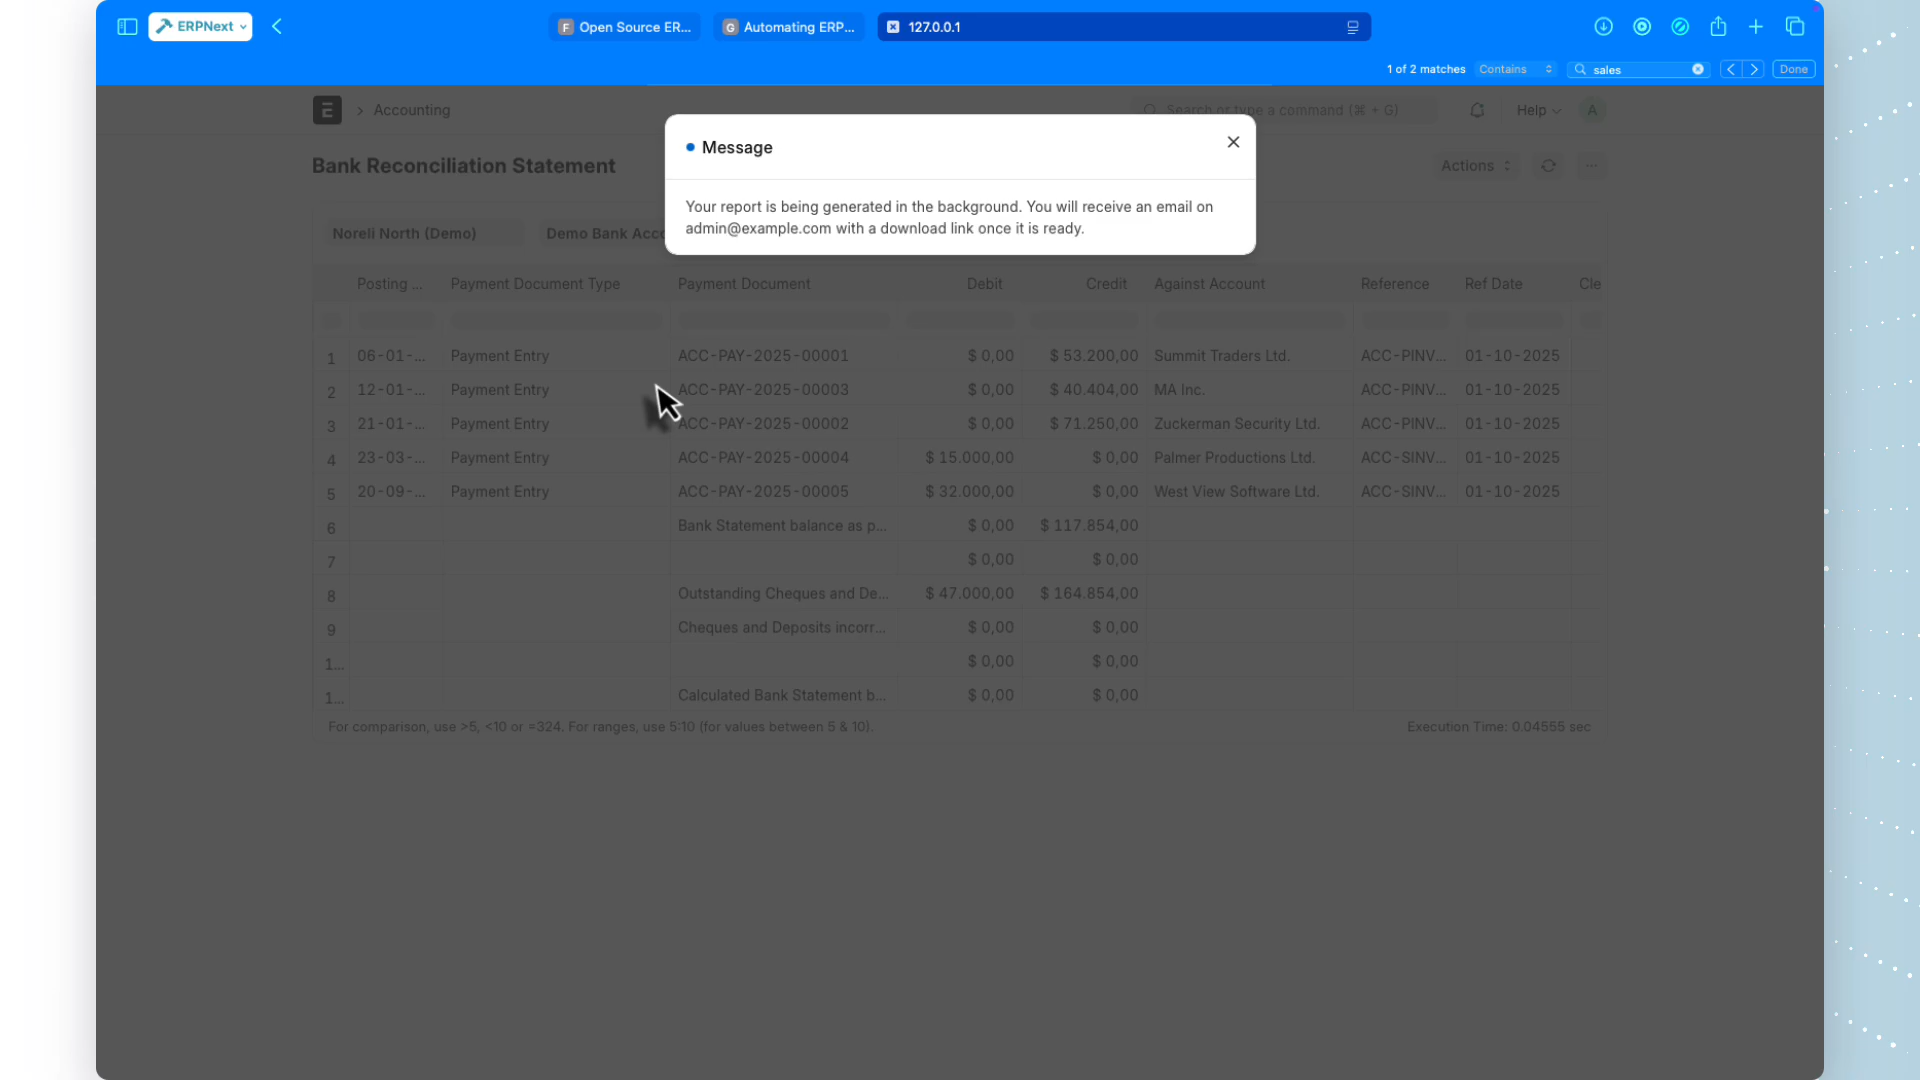 ERPNext
F Open Source ER...
G Automating ERP...
127.0.0.1
1 of 2 matches
Contains
sales
Done
E
Accounting
Search or type a command (⌘ + G)
Help
A
Bank Reconciliation Statement
Actions
Message
Your report is being generated in the background. You will receive an email on
admin@example.com with a download link once it is ready.
Noreli North (Demo)
Demo Bank Acco
Posting ... Payment Document Type Payment Document Debit Credit Against Account Reference Ref Date Cle
1 06-01-... Payment Entry ACC-PAY-2025-00001 $ 0,00 $ 53.200,00 Summit Traders Ltd. ACC-PINV... 01-10-2025
2 12-01-... Payment Entry ACC-PAY-2025-00003 $ 0,00 $ 40.404,00 MA Inc. ACC-PINV... 01-10-2025
3 21-01-... Payment Entry ACC-PAY-2025-00002 $ 0,00 $ 71.250,00 Zuckerman Security Ltd. ACC-PINV... 01-10-2025
4 23-03-... Payment Entry ACC-PAY-2025-00004 $ 15.000,00 $ 0,00 Palmer Productions Ltd. ACC-SINV... 01-10-2025
5 20-09-... Payment Entry ACC-PAY-2025-00005 $ 32.000,00 $ 0,00 West View Software Ltd. ACC-SINV... 01-10-2025
6 Bank Statement balance as p... $ 0,00 $ 117.854,00
7 $ 0,00 $ 0,00
8 Outstanding Cheques and De... $ 47.000,00 $ 164.854,00
9 Cheques and Deposits incorr... $ 0,00 $ 0,00
1... $ 0,00 $ 0,00
1... Calculated Bank Statement b... $ 0,00 $ 0,00
For comparison, use >5, <10 or =324. For ranges, use 5:10 (for values between 5 & 10).
Execution Time: 0.04555 sec